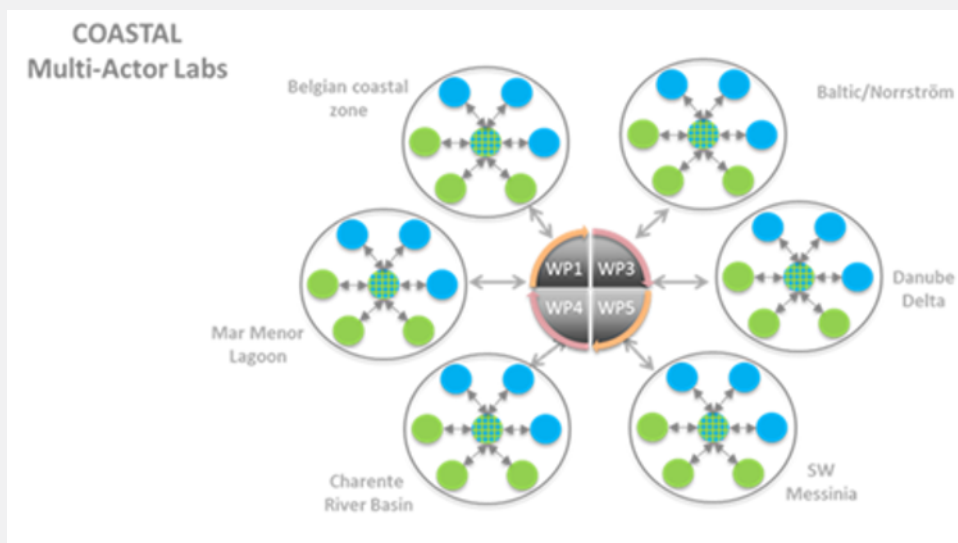 COASTAL
Multi-Actor Labs
Belgian coastal
zone
Baltic/Norrström
WP1
WP3
WP4
WP5
Danube
Delta
Mar Menor
Lagoon
Charente
River Basin
SW
Messinia